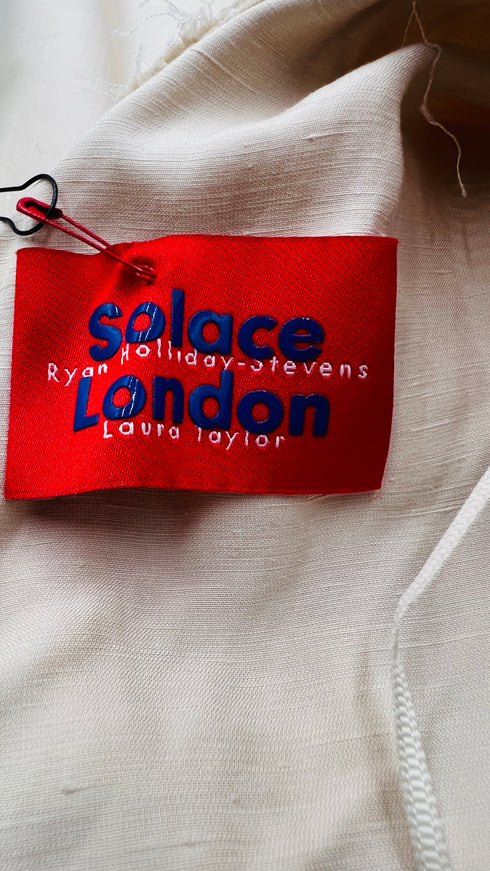 solace
Ryan Holliday-Stevens
London
Laura Taylor